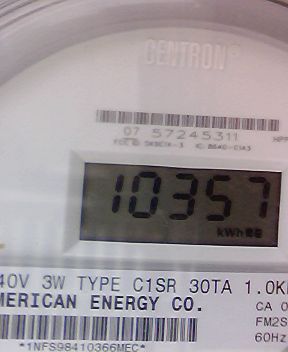 CENTRON®
07 57245311
10357
kWh
40V 3W TYPE C1SR 30TA 1.0K
MERICAN ENERGY CO.
CA 0
FM2S
60Hz
*1NFS98410366MEC*